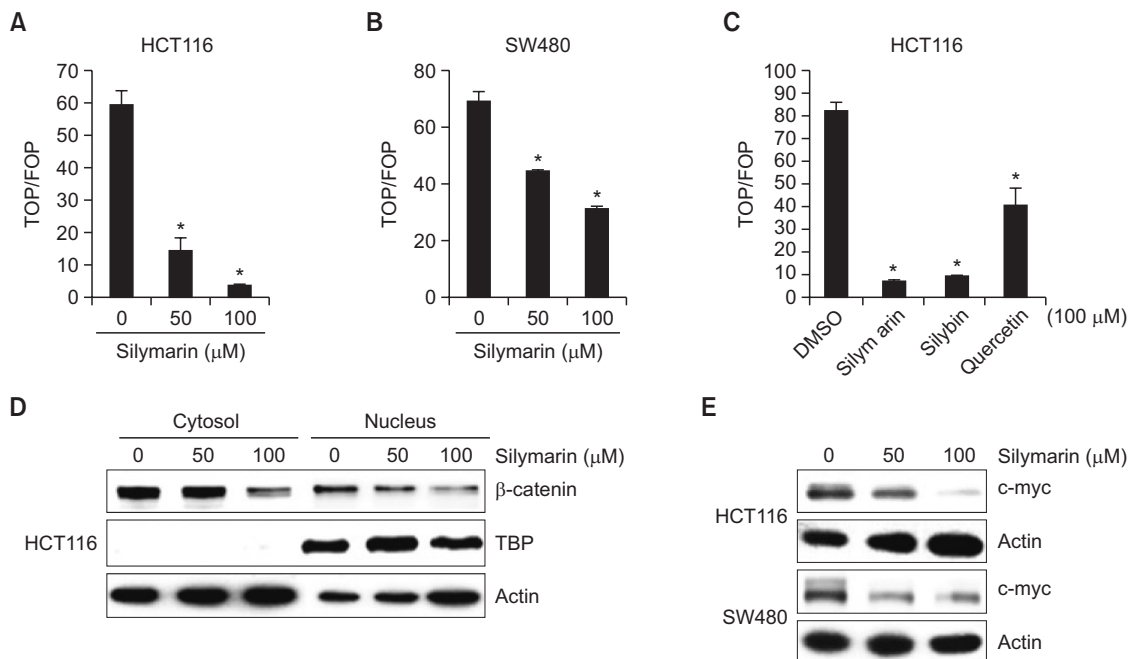 A
HCT116
70
60
50
40
30
20
10
0
TOP/FOP
*
*
0 50 100
Silymarin (μM)
B
SW480
80
60
40
20
0
TOP/FOP
*
*
0 50 100
Silymarin (μM)
C
HCT116
100
90
80
70
60
50
40
30
20
10
0
TOP/FOP
*
*
*
DMSO
Silym arin
Silybin
Quercetin
(100 μM)
D
Cytosol Nucleus
0 50 100 0 50 100 Silymarin (μM)
β-catenin
HCT116 TBP
Actin
E
0 50 100 Silymarin (μM)
c-myc
HCT116
Actin
c-myc
SW480
Actin